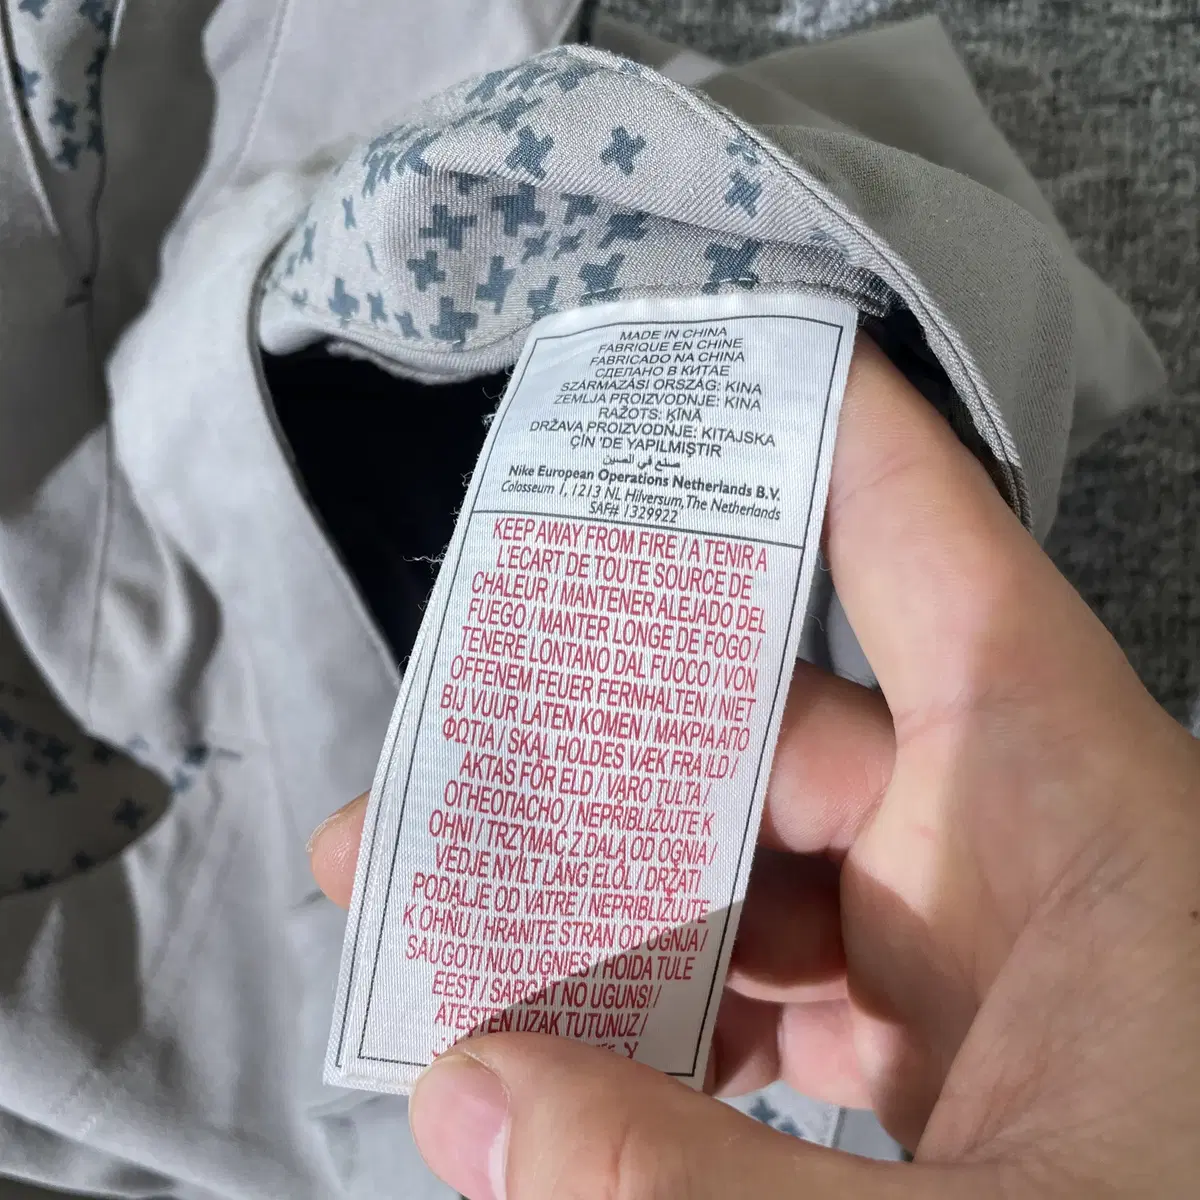 MADE IN CHINA
FABRIQUE EN CHINE
FABRICADO NA CHINA
СДЕЛАНО В КИТАЕ
SZÁRMAZÁSI ORSZÁG: KINA
ZEMLJA PROIZVODNJE: KINA
RAŽOTS: ĶĪNĀ
DRŽAVA PROIZVODNJE: KITAJSKA
ÇİN 'DE YAPILMIŞTIR
صنع في الصين
Nike European Operations Netherlands B.V.
Colosseum 1, 1213 NL Hilversum, The Netherlands
SAF# 1329922
KEEP AWAY FROM FIRE / A TENIR A
L'ECART DE TOUTE SOURCE DE
CHALEUR / MANTENER ALEJADO DEL
FUEGO / MANTER LONGE DE FOGO /
TENERE LONTANO DAL FUOCO / VON
OFFENEM FEUER FERNHALTEN / NIET
BIJ VUUR LATEN KOMEN / ΜΑΚΡΙΑ ΑΠΟ
ΦΩΤΙΑ / SKAL HOLDES VÆK FRA ILD /
AKTAS FÖR ELD / VARO TULTA /
ОГНЕОПАСНО / NEPŘIBLIŽUJTE K
OHNI / TRZYMAĆ Z DALA OD OGNIA /
VÉDJE NYÍLT LÁNG ELŐL / DRŽATI
PODALJE OD VATRE / NEPRIBLIŽUJTE
K OHŇU / HRANITE STRAN OD OGNJA /
SAUGOTI NUO UGNIES / HOIDA TULE
EEST / SARGĀT NO UGUNS! /
ATEŞTEN UZAK TUTUNUZ /